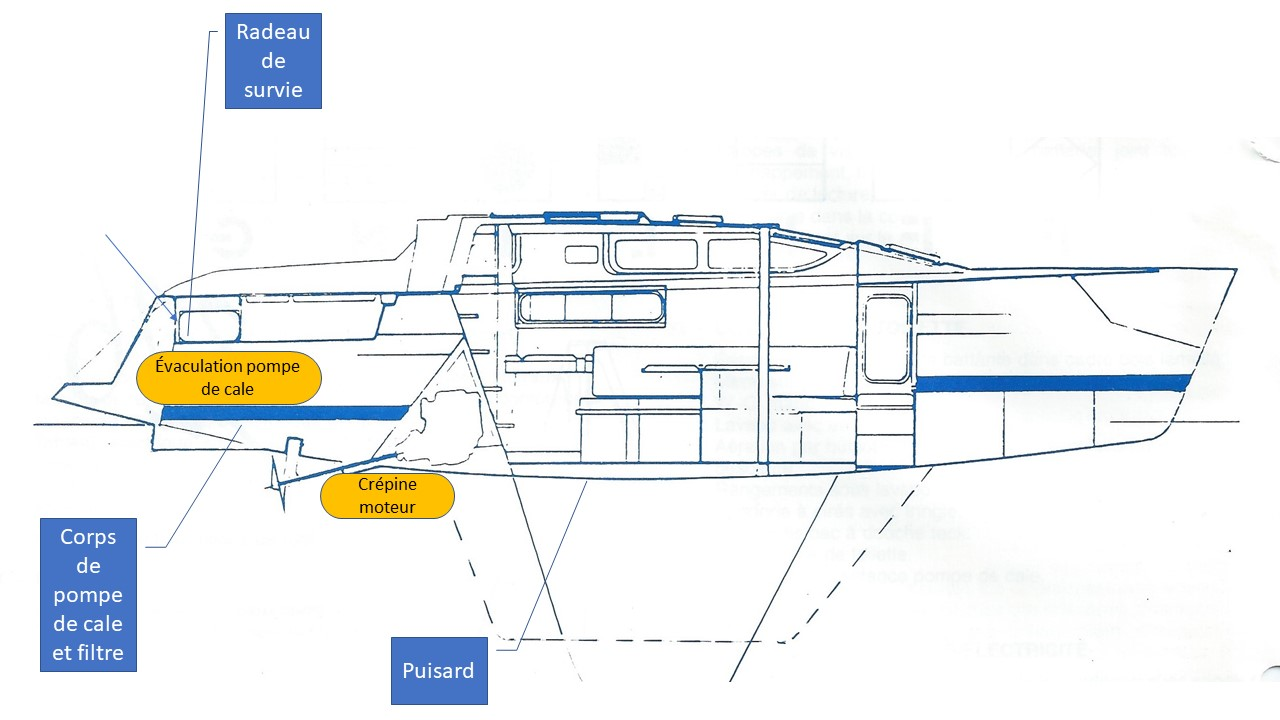 Radeau
de
survie
Évaculation pompe
de cale
Crépine
moteur
Corps
de
pompe
de cale
et filtre
Puisard